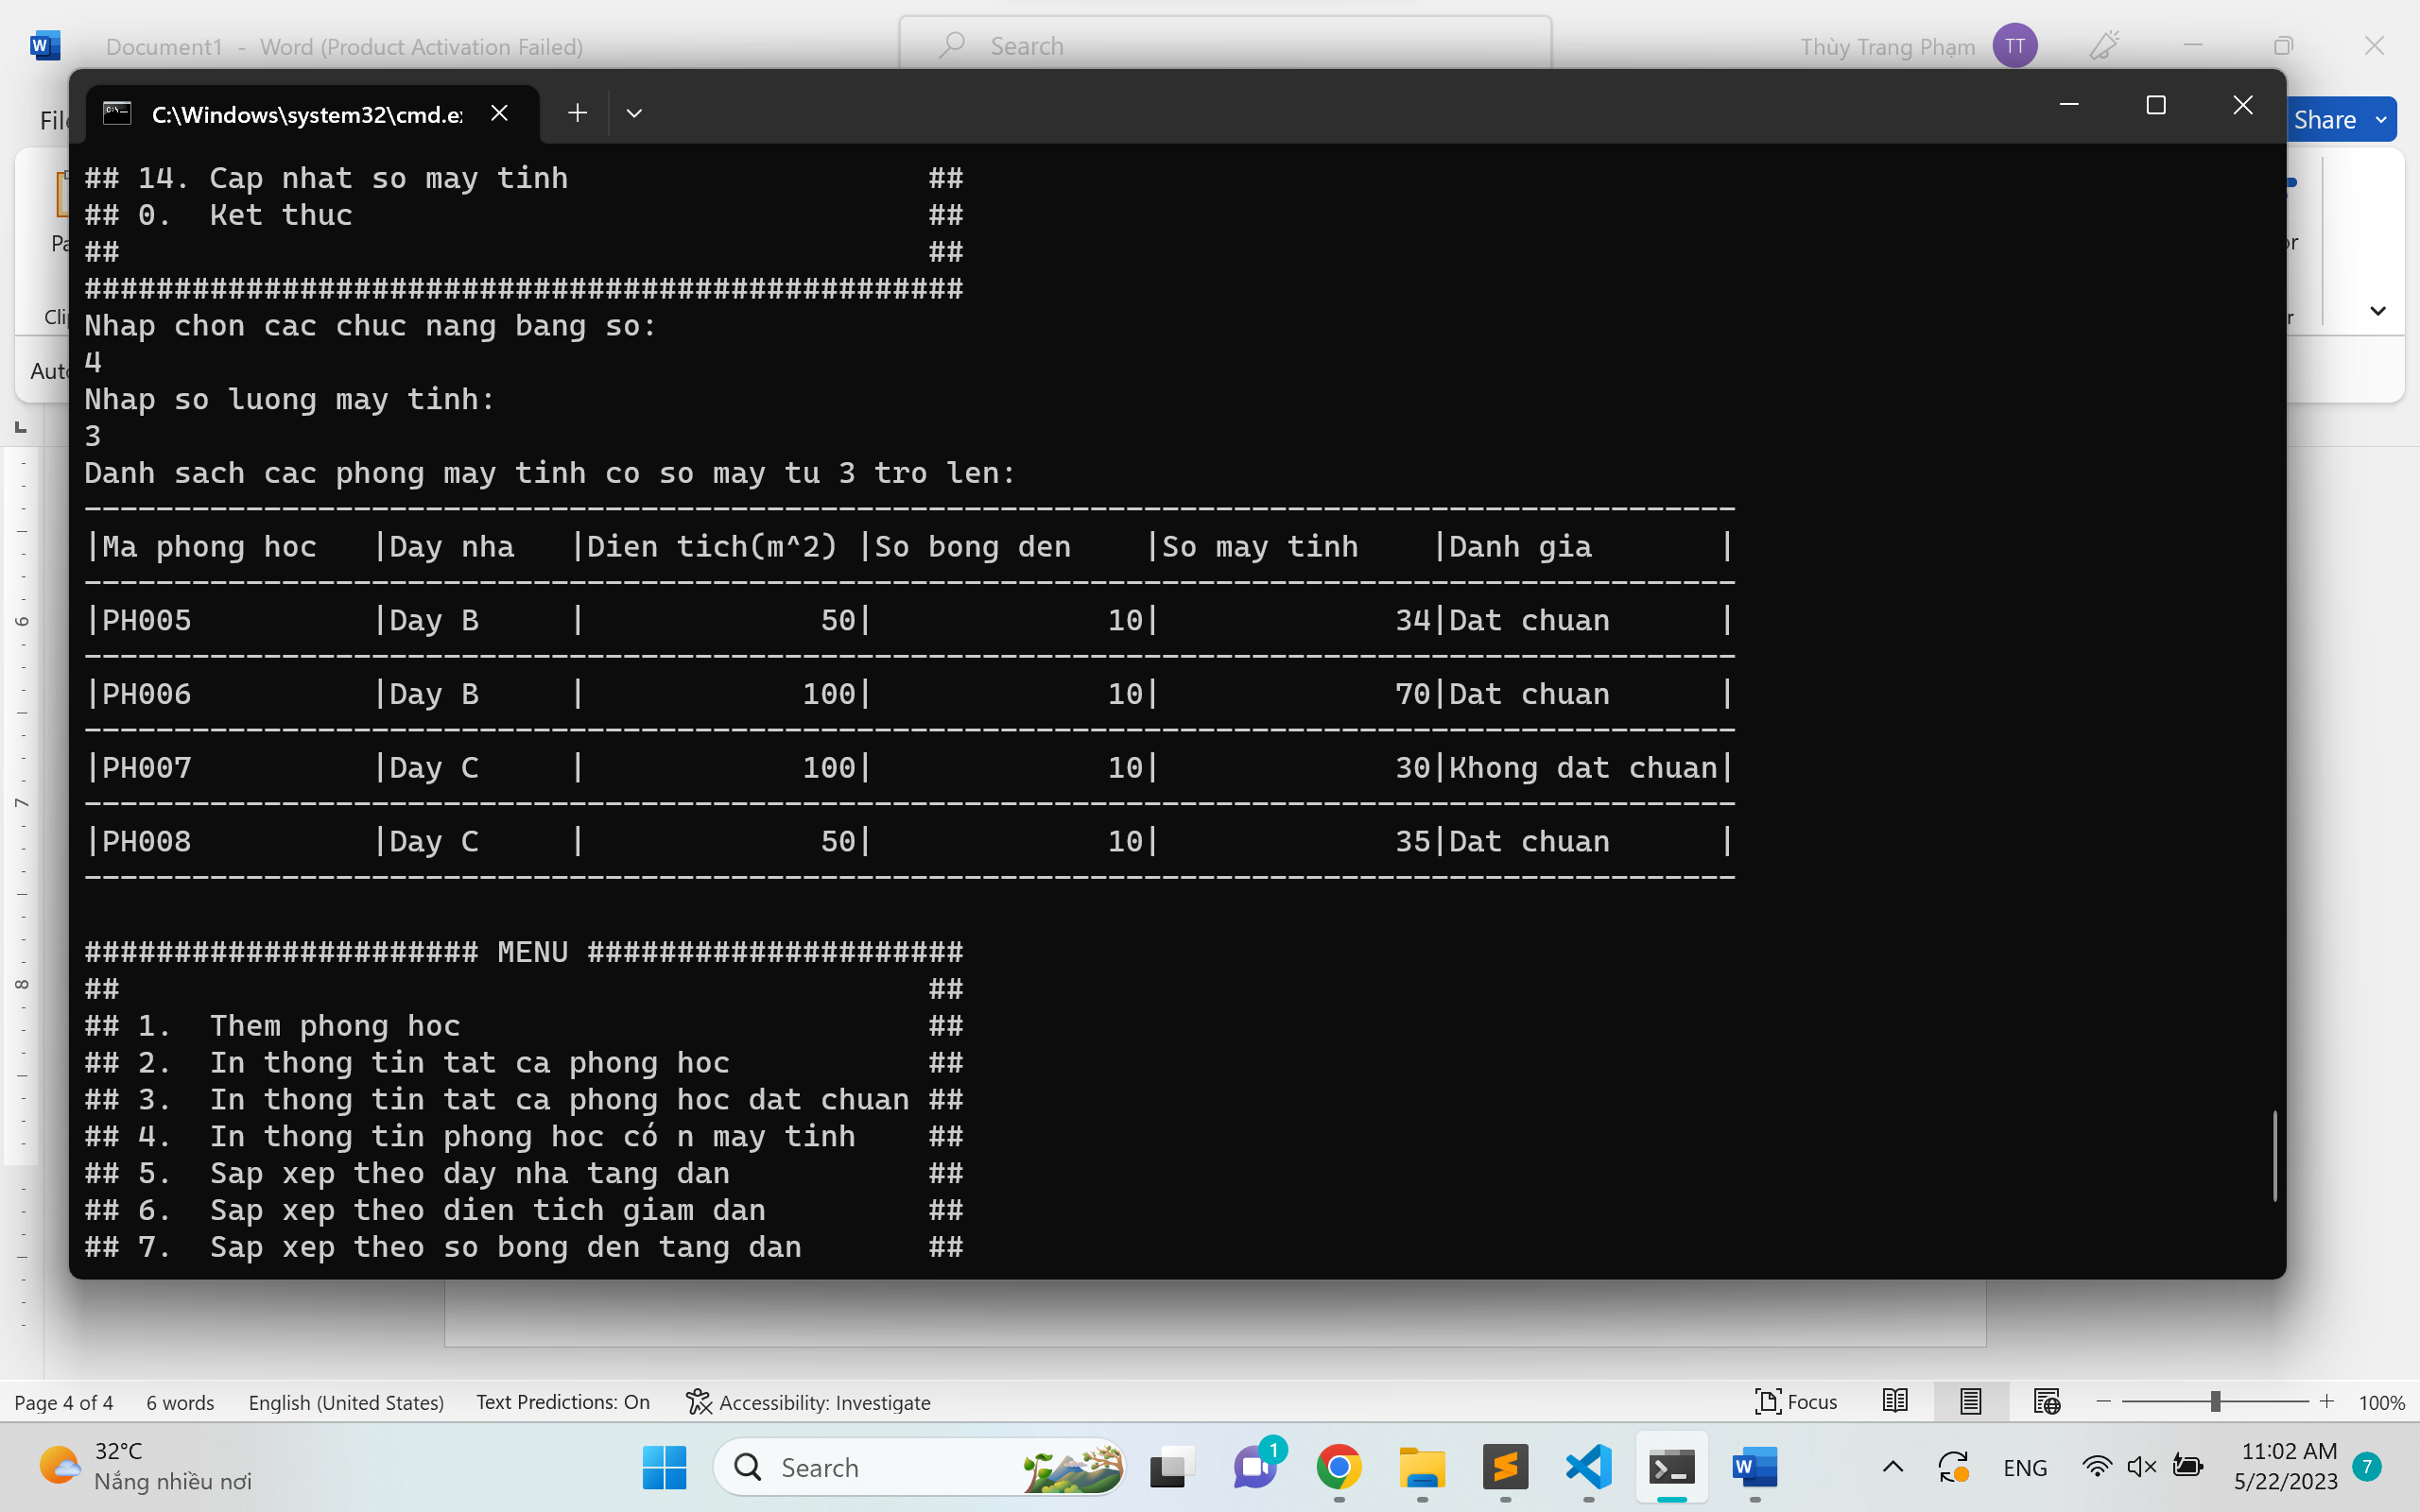 Document1 - Word (Product Activation Failed)
Search
Thùy Trang Phạm
TT
C:\Windows\system32\cmd.e
Share
## 14. Cap nhat so may tinh                    ##
## 0.  Ket thuc                                ##
##                                             ##
#################################################
Nhap chon cac chuc nang bang so:
4
Nhap so luong may tinh:
3
Danh sach cac phong may tinh co so may tu 3 tro len:
--------------------------------------------------------------------------------------------
|Ma phong hoc   |Day nha   |Dien tich(m^2) |So bong den    |So may tinh    |Danh gia       |
--------------------------------------------------------------------------------------------
|PH005          |Day B     |             50|             10|             34|Dat chuan      |
--------------------------------------------------------------------------------------------
|PH006          |Day B     |            100|             10|             70|Dat chuan      |
--------------------------------------------------------------------------------------------
|PH007          |Day C     |            100|             10|             30|Khong dat chuan|
--------------------------------------------------------------------------------------------
|PH008          |Day C     |             50|             10|             35|Dat chuan      |
--------------------------------------------------------------------------------------------
###################### MENU #####################
##                                             ##
## 1.  Them phong hoc                          ##
## 2.  In thong tin tat ca phong hoc           ##
## 3.  In thong tin tat ca phong hoc dat chuan ##
## 4.  In thong tin phong hoc có n may tinh    ##
## 5.  Sap xep theo day nha tang dan           ##
## 6.  Sap xep theo dien tich giam dan         ##
## 7.  Sap xep theo so bong den tang dan       ##
6
7
8
Page 4 of 4 6 words English (United States) Text Predictions: On Accessibility: Investigate Focus 100%
32°C
Nắng nhiều nơi
Search
1
ENG
11:02 AM
5/22/2023
7